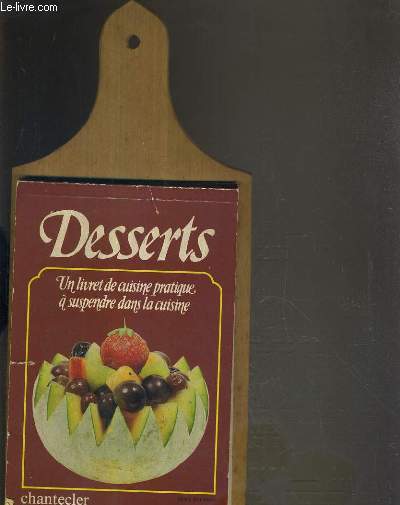 Le-livre.com
Desserts
Un livret de cuisine pratique,
à suspendre dans la cuisine
chantecler